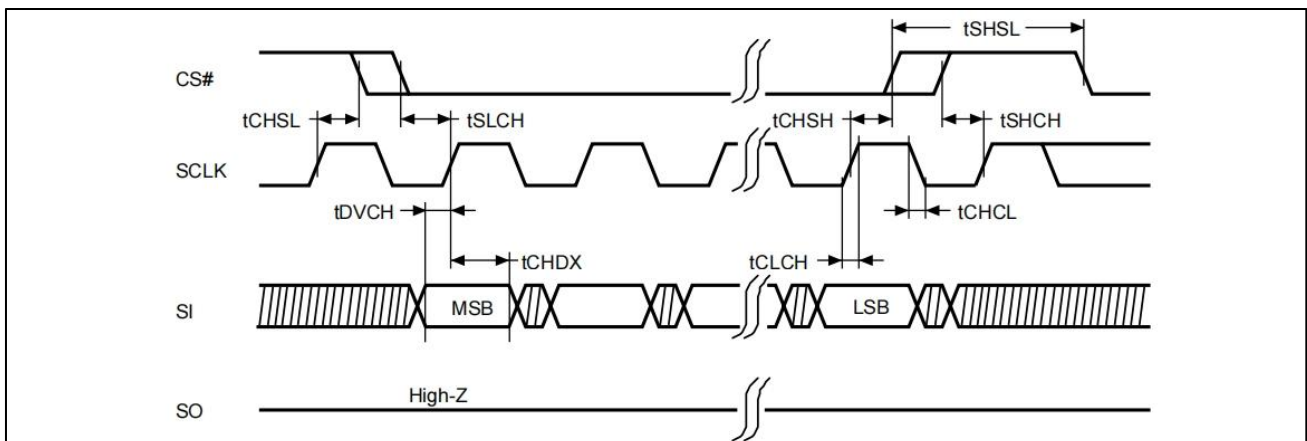 tSHSL
CS#
tCHSL
tSLCH
tCHSH
tSHCH
SCLK
tDVCH
tCHCL
tCHDX
tCLCH
SI
MSB
LSB
High-Z
SO